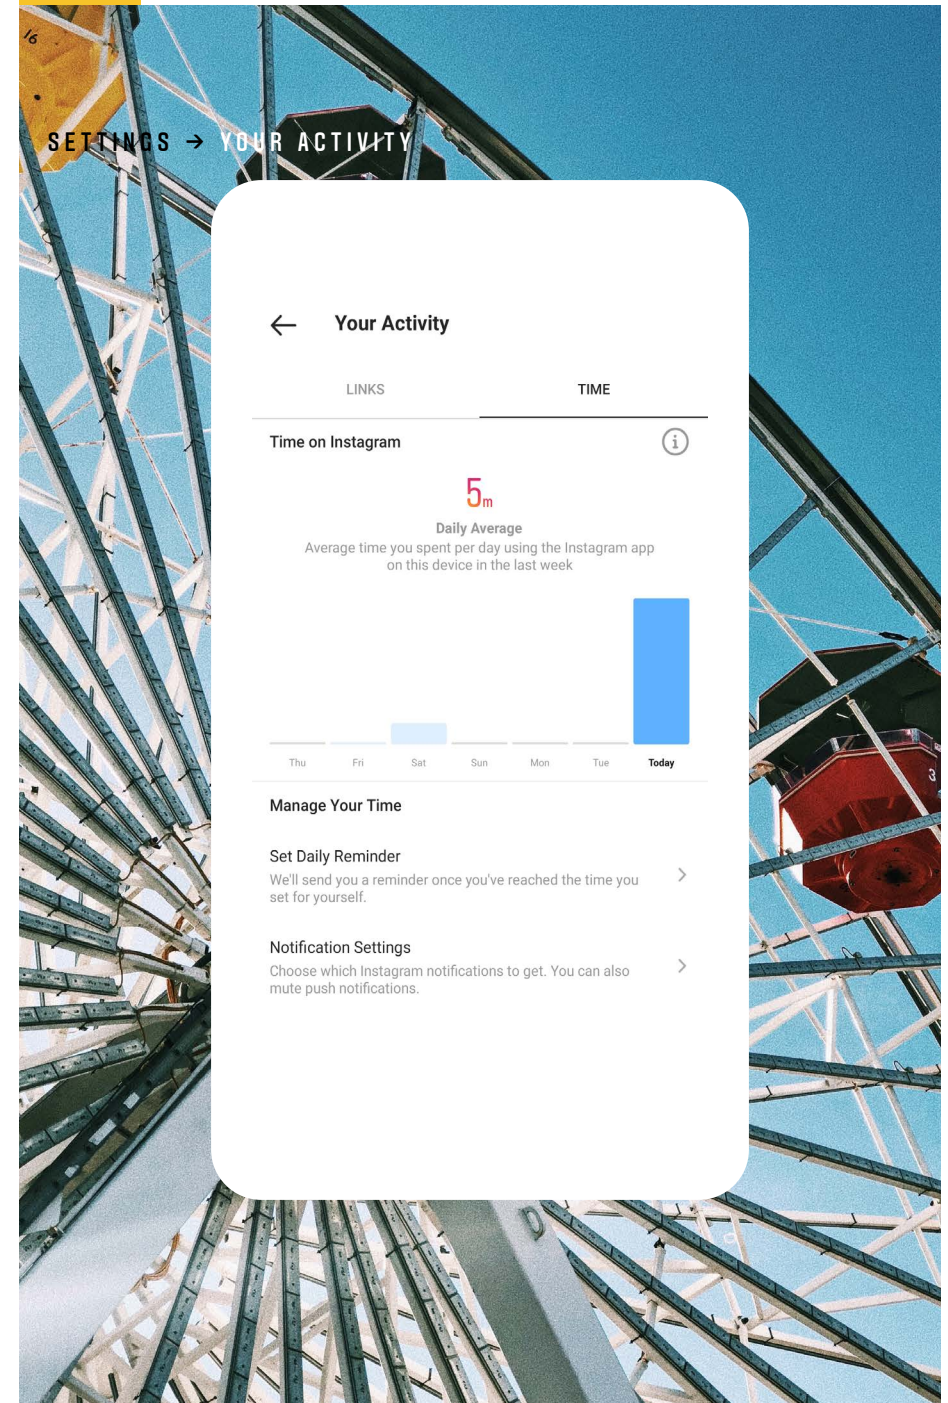 16
SETTINGS → YOUR ACTIVITY
Your Activity
LINKS TIME
Time on Instagram
5m
Daily Average
Average time you spent per day using the Instagram app
on this device in the last week
Thu Fri Sat Sun Mon Tue Today
Manage Your Time
Set Daily Reminder
We'll send you a reminder once you've reached the time you
set for yourself.
Notification Settings
Choose which Instagram notifications to get. You can also
mute push notifications.
3
D